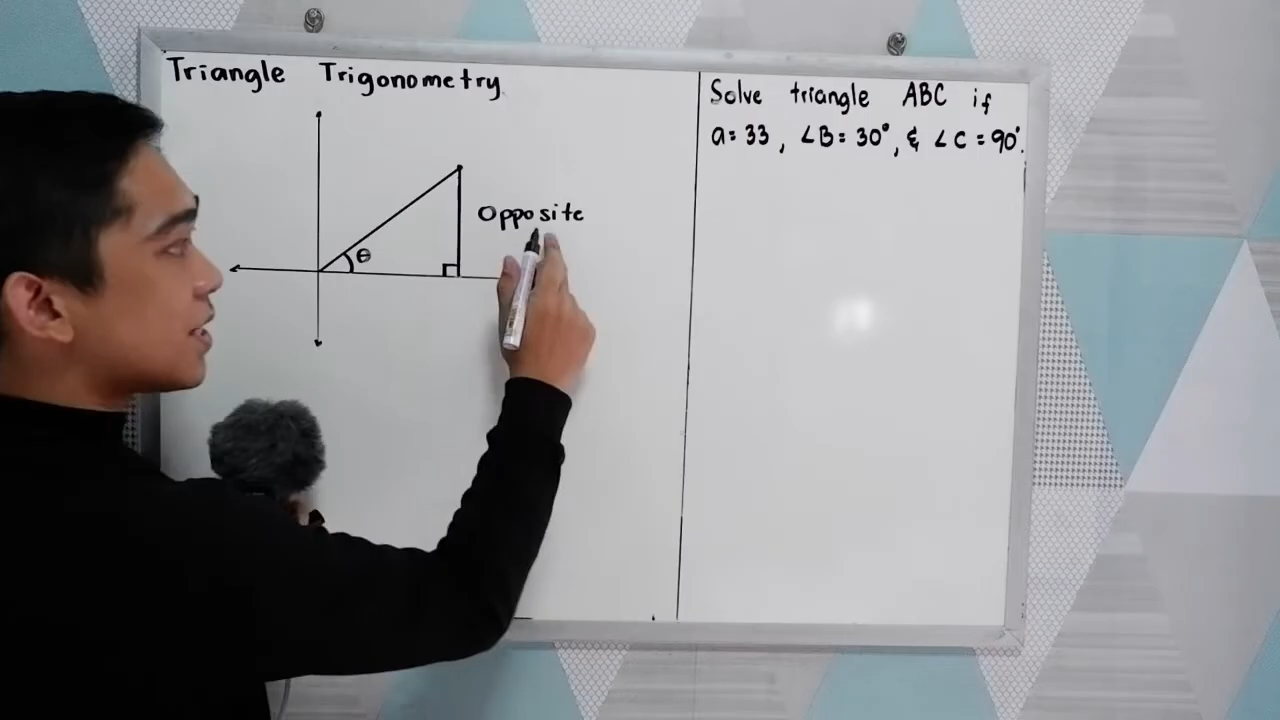 Triangle Trigonometry
θ
Opposite
Solve triangle ABC if
a=33, ∠B=30°, & ∠C=90°.